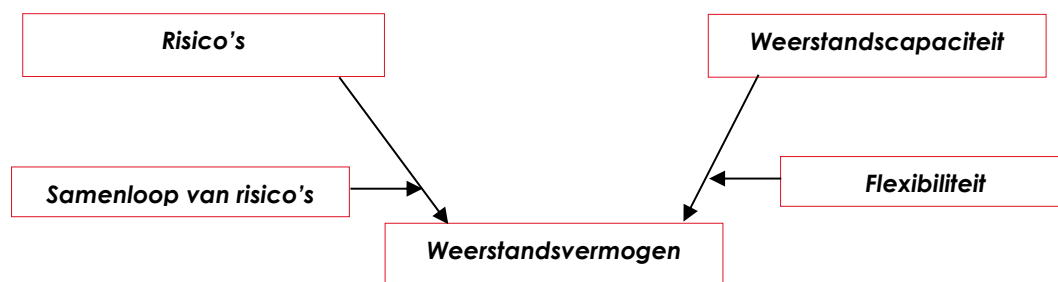 Risico's
Weerstandscapaciteit
Samenloop van risico's
Flexibiliteit
Weerstandsvermogen